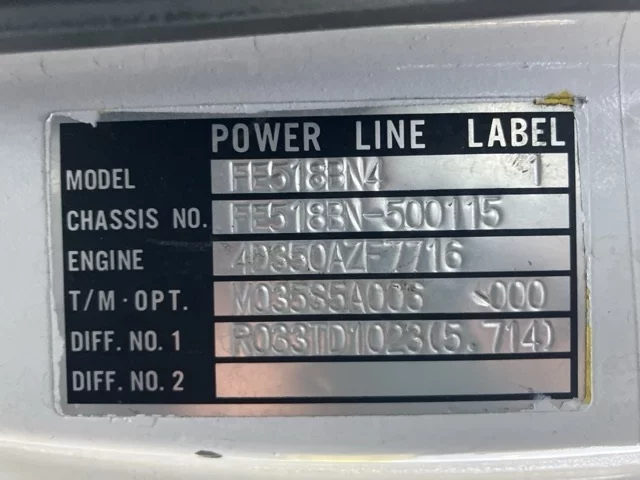 POWER LINE LABEL
MODEL FE518BN4 1
CHASSIS NO. FE518BN-500115
ENGINE 4D350AZF7716
T/M·OPT. M035S5A006 000
DIFF. NO. 1 R033TD1023(5.714)
DIFF. NO. 2